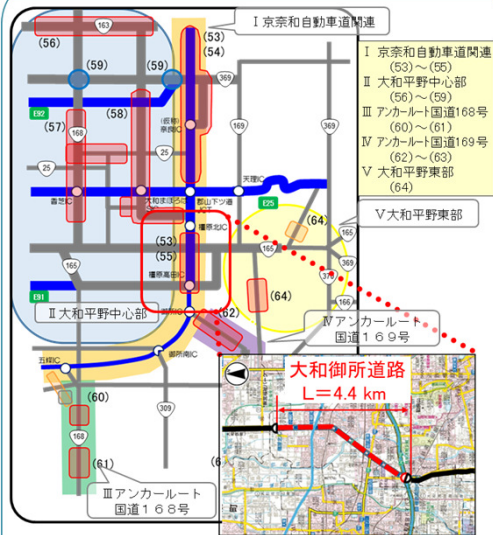 Ⅰ 京奈和自動車道関連
163
(56)
(53)
(54)
(59)
(59)
369
E92
(57)
168
(58)
(仮称)
奈良IC
169
369
25
25
天理IC
香芝IC
大和まほろば
郡山下ツ道
JCT
E25
Ⅴ大和平野東部
(64)
橿原北IC
165
(53)
(55)
165
369
165
橿原高田IC
370
166
E91
Ⅱ大和平野中心部
(62)
(64)
Ⅳアンカールート
国道169号
五條IC
御所南IC
(60)
309
168
(61)
Ⅲアンカールート
国道168号
Ⅰ 京奈和自動車道関連
(53)～(55)
Ⅱ 大和平野中心部
(56)～(59)
Ⅲ アンカールート国道168号
(60)～(61)
Ⅳ アンカールート国道169号
(62)～(63)
Ⅴ 大和平野東部
(64)
大和御所道路
L＝4.4 km